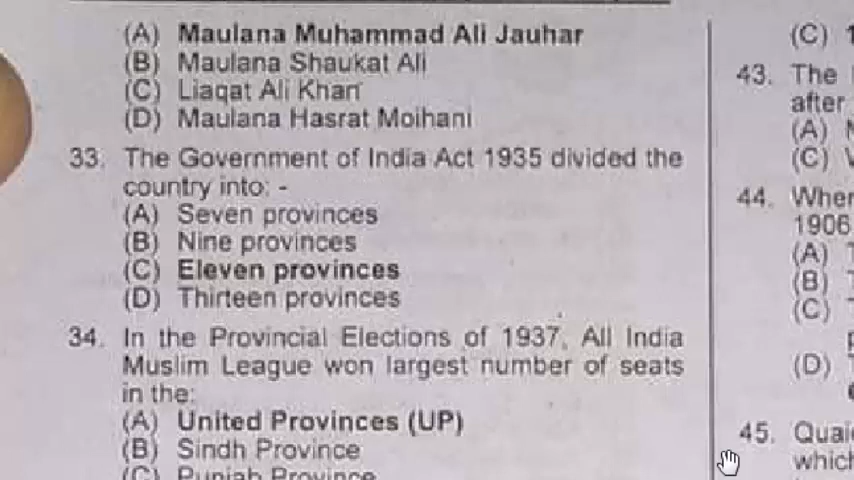 (A) Maulana Muhammad Ali Jauhar
(B) Maulana Shaukat Ali
(C) Liaqat Ali Khan
(D) Maulana Hasrat Moihani
33. The Government of India Act 1935 divided the
country into: -
(A) Seven provinces
(B) Nine provinces
(C) Eleven provinces
(D) Thirteen provinces
34. In the Provincial Elections of 1937, All India
Muslim League won largest number of seats
in the:
(A) United Provinces (UP)
(B) Sindh Province
(C) Punjab Province
(C) 1
43. The
after
(A)
(C)
44.
1906
(A)
(B)
(C)
(D)
45.